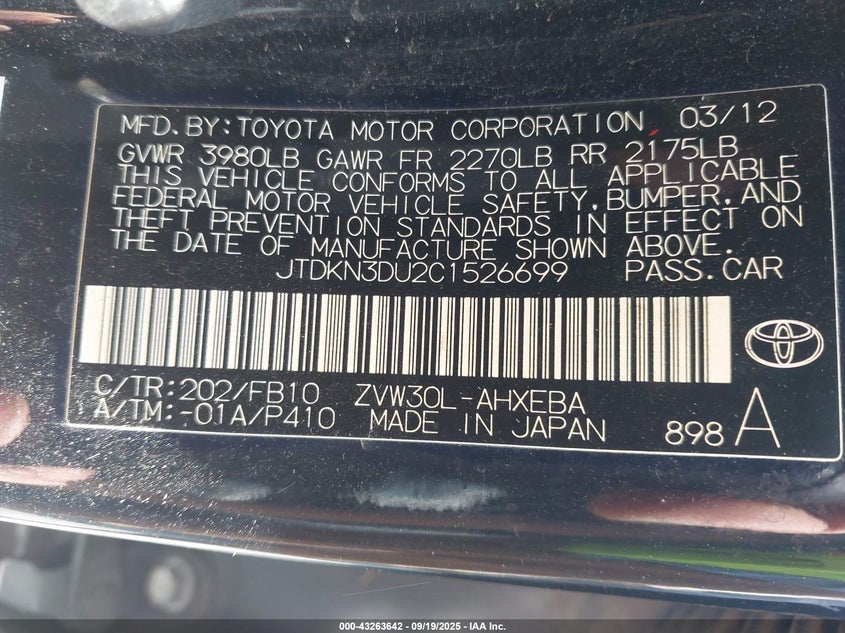 MFD.BY:TOYOTA MOTOR CORPORATION 03/12
GVWR 3980LB GAWR FR 2270LB RR 2175LB
THIS VEHICLE CONFORMS TO ALL APPLICABLE
FEDERAL MOTOR VEHICLE SAFETY,BUMPER,AND
THEFT PREVENTION STANDARDS IN EFFECT ON
THE DATE OF MANUFACTURE SHOWN ABOVE.
JTDKN3DU2C1526699 PASS.CAR
C/TR:202/FB10 ZVW30L-AHXEBA
A/TM:-01A/P410 MADE IN JAPAN 898 A
000-43263642 - 09/19/2025 - IAA Inc.